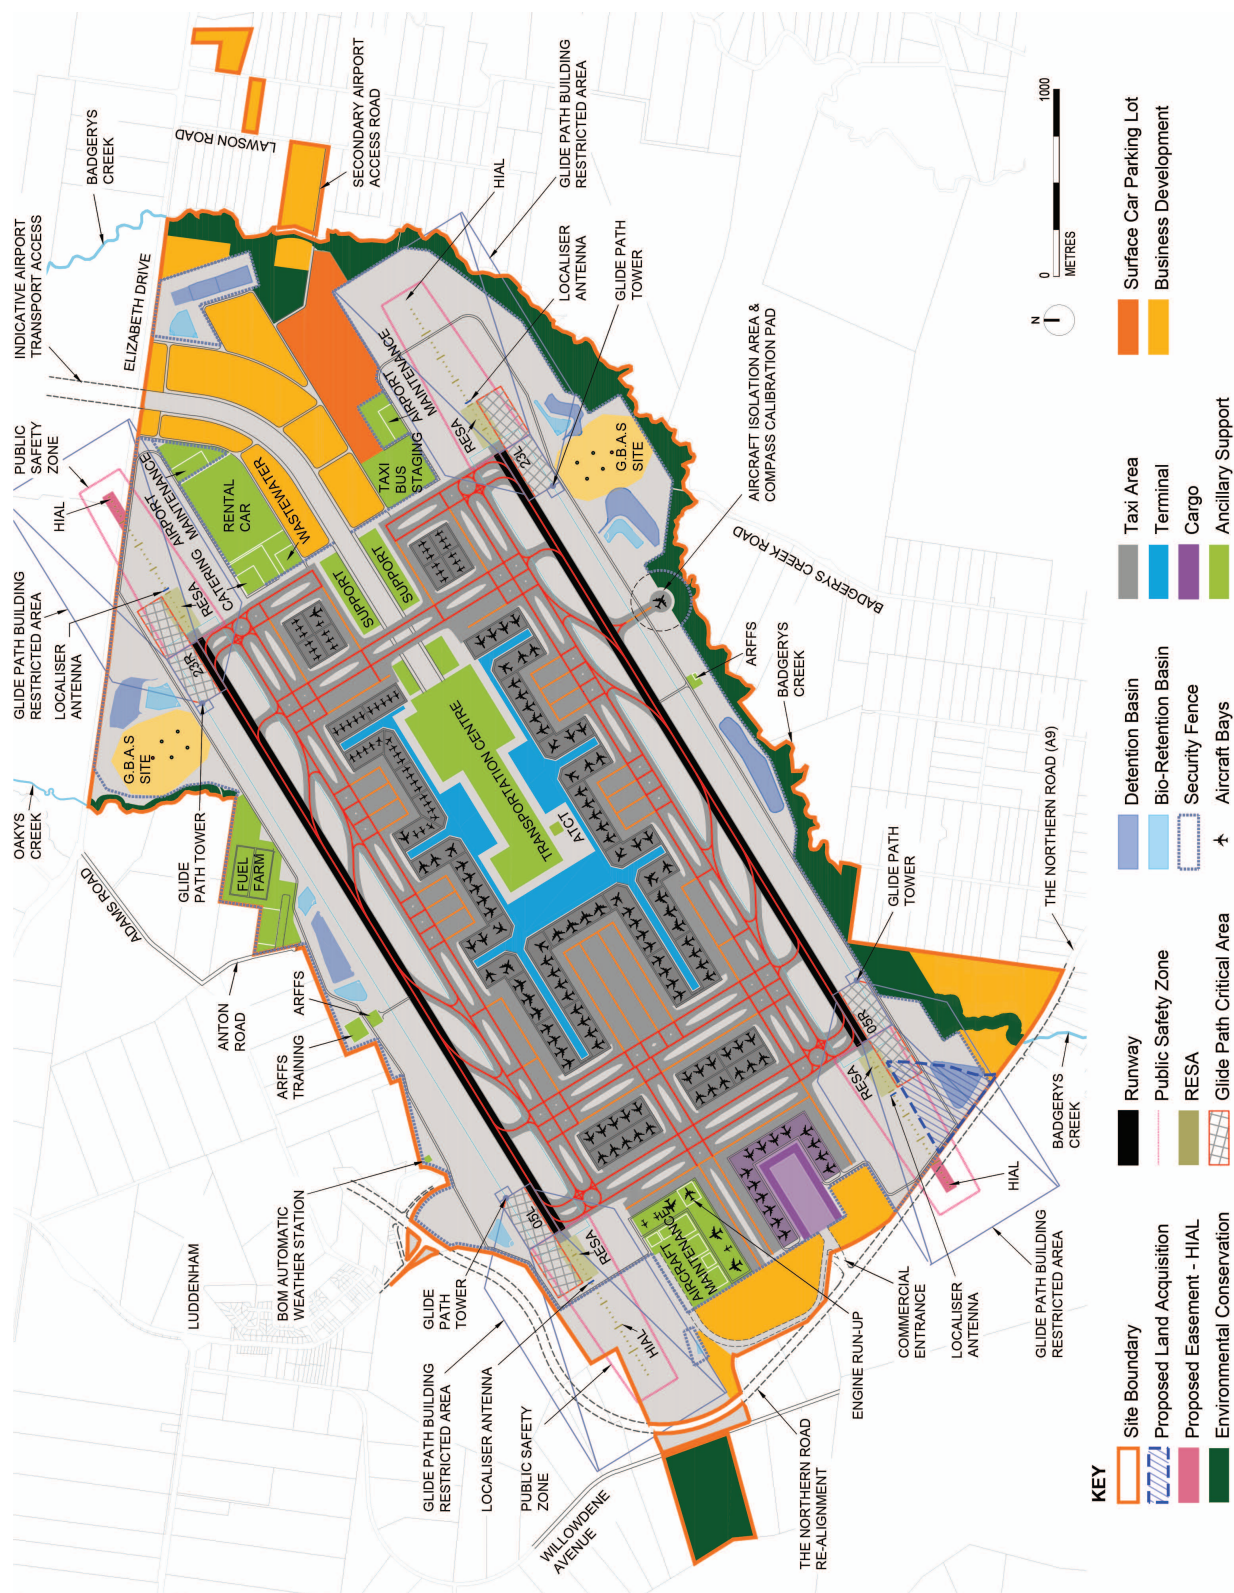 INDICATIVE AIRPORT
TRANSPORT ACCESS
BADGERYS
CREEK
LAWSON ROAD
SECONDARY AIRPORT
ACCESS ROAD
HIAL
GLIDE PATH BUILDING
RESTRICTED AREA
ELIZABETH DRIVE
PUBLIC
SAFETY
ZONE
HIAL
GLIDE PATH BUILDING
RESTRICTED AREA
LOCALISER
ANTENNA
LOCALISER
ANTENNA
GLIDE PATH
TOWER
AIRPORT
MAINTENANCE
CATERING
RESA
RENTAL
CAR
WASTEWATER
AIRPORT
MAINTENANCE
TAXI
BUS
STAGING
RESA
23L
23R
SUPPORT
SUPPORT
G.B.A.S
SITE
G.B.A.S
SITE
AIRCRAFT ISOLATION AREA &
COMPASS CALIBRATION PAD
BADGERYS CREEK ROAD
OAKYS
CREEK
GLIDE
PATH TOWER
FUEL
FARM
ADAMS ROAD
ANTON
ROAD
TRANSPORTATION CENTRE
ATCT
ARFFS
BADGERYS
CREEK
ARFFS
ARFFS
TRAINING
BOM AUTOMATIC
WEATHER STATION
LUDDENHAM
GLIDE PATH
TOWER
THE NORTHERN ROAD (A9)
GLIDE
PATH
TOWER
05L
05R
RESA
RESA
HIAL
AIRCRAFT
MAINTENANCE
GLIDE PATH BUILDING
RESTRICTED AREA
LOCALISER ANTENNA
PUBLIC SAFETY
ZONE
WILLOWDENE
AVENUE
THE NORTHERN ROAD
RE-ALIGNMENT
ENGINE RUN-UP
COMMERCIAL
ENTRANCE
LOCALISER
ANTENNA
HIAL
GLIDE PATH BUILDING
RESTRICTED AREA
BADGERYS
CREEK
N
0
1000
METRES
KEY
Site Boundary
Proposed Land Acquisition
Proposed Easement - HIAL
Environmental Conservation
Runway
Public Safety Zone
RESA
Glide Path Critical Area
Detention Basin
Bio-Retention Basin
Security Fence
Aircraft Bays
Taxi Area
Terminal
Cargo
Ancillary Support
Surface Car Parking Lot
Business Development